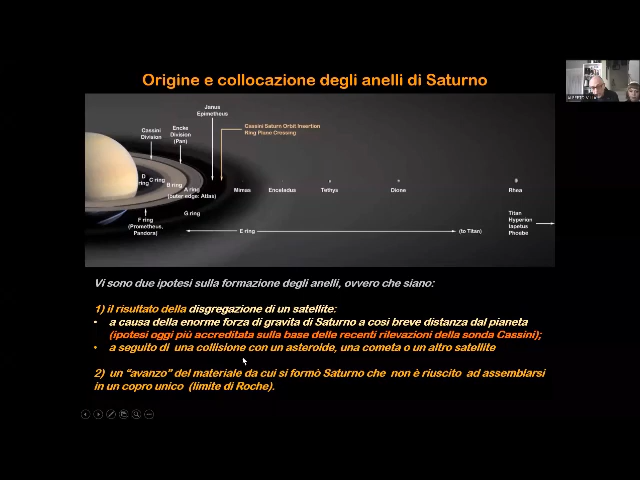 Origine e collocazione degli anelli di Saturno
Janus
Epimetheus
Cassini
Division
Encke
Division
(Pan)
Cassini Saturn Orbit Insertion
Ring Plane Crossing
D
ring
C ring
B ring
A ring
(outer edge: Atlas)
Mimas
Enceladus
Tethys
Dione
Rhea
F ring
(Prometheus,
Pandora)
G ring
E ring
(to Titan)
Titan
Hyperion
Iapetus
Phoebe
Vi sono due ipotesi sulla formazione degli anelli, ovvero che siano:
1) il risultato della disgregazione di un satellite:
• a causa della enorme forza di gravita di Saturno a cosi breve distanza dal pianeta
(ipotesi oggi più accreditata sulla base delle recenti rilevazioni della sonda Cassini);
• a seguito di una collisione con un asteroide, una cometa o un altro satellite
2) un “avanzo” del materiale da cui si formò Saturno che non è riuscito ad assemblarsi
in un copro unico (limite di Roche).